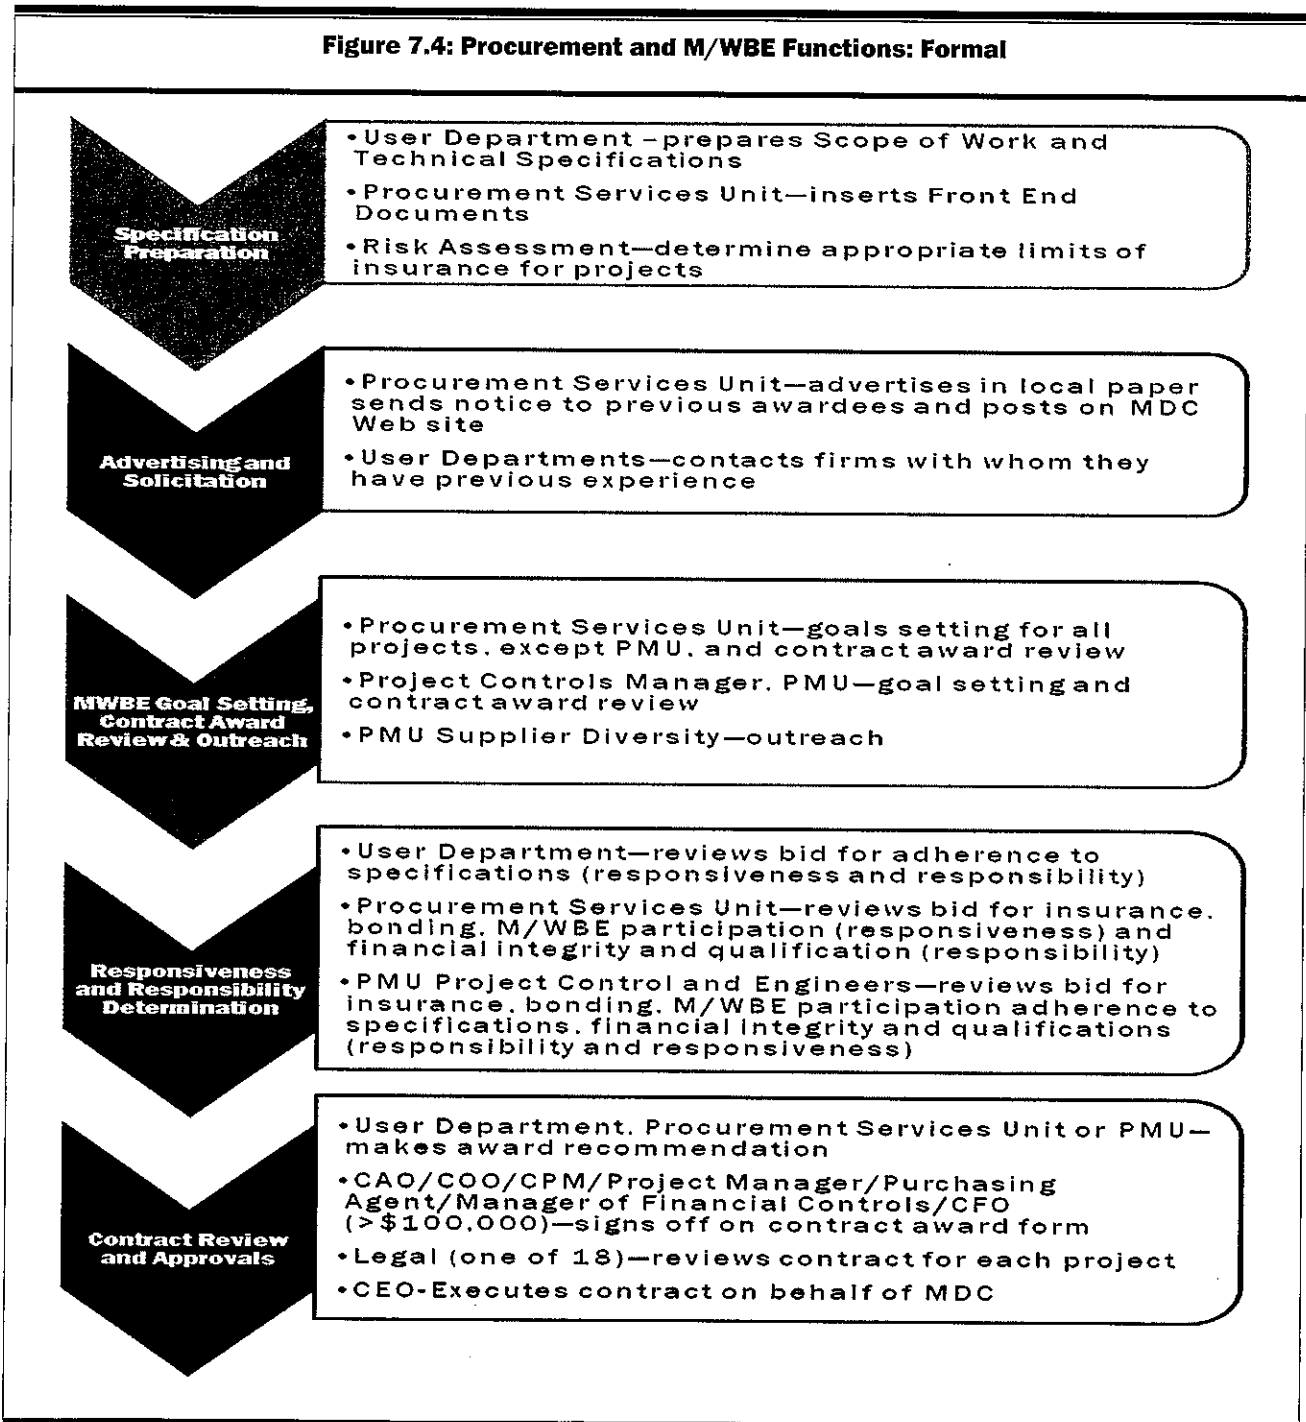 Figure 7.4: Procurement and M/WBE Functions: Formal
Specification
Preparation
•User Department –prepares Scope of Work and
Technical Specifications
•Procurement Services Unit—inserts Front End
Documents
•Risk Assessment—determine appropriate limits of
insurance for projects
Advertising and
Solicitation
•Procurement Services Unit—advertises in local paper
sends notice to previous awardees and posts on MDC
Web site
•User Departments—contacts firms with whom they
have previous experience
MWBE Goal Setting,
Contract Award
Review & Outreach
•Procurement Services Unit—goals setting for all
projects, except PMU, and contract award review
•Project Controls Manager, PMU—goal setting and
contract award review
•PMU Supplier Diversity—outreach
Responsiveness
and Responsibility
Determination
•User Department—reviews bid for adherence to
specifications (responsiveness and responsibility)
•Procurement Services Unit—reviews bid for insurance,
bonding, M/WBE participation (responsiveness) and
financial integrity and qualification (responsibility)
•PMU Project Control and Engineers—reviews bid for
insurance, bonding, M/WBE participation adherence to
specifications, financial integrity and qualifications
(responsibility and responsiveness)
Contract Review
and Approvals
•User Department, Procurement Services Unit or PMU—
makes award recommendation
•CAO/COO/CPM/Project Manager/Purchasing
Agent/Manager of Financial Controls/CFO
(>$100,000)—signs off on contract award form
•Legal (one of 18)—reviews contract for each project
•CEO-Executes contract on behalf of MDC